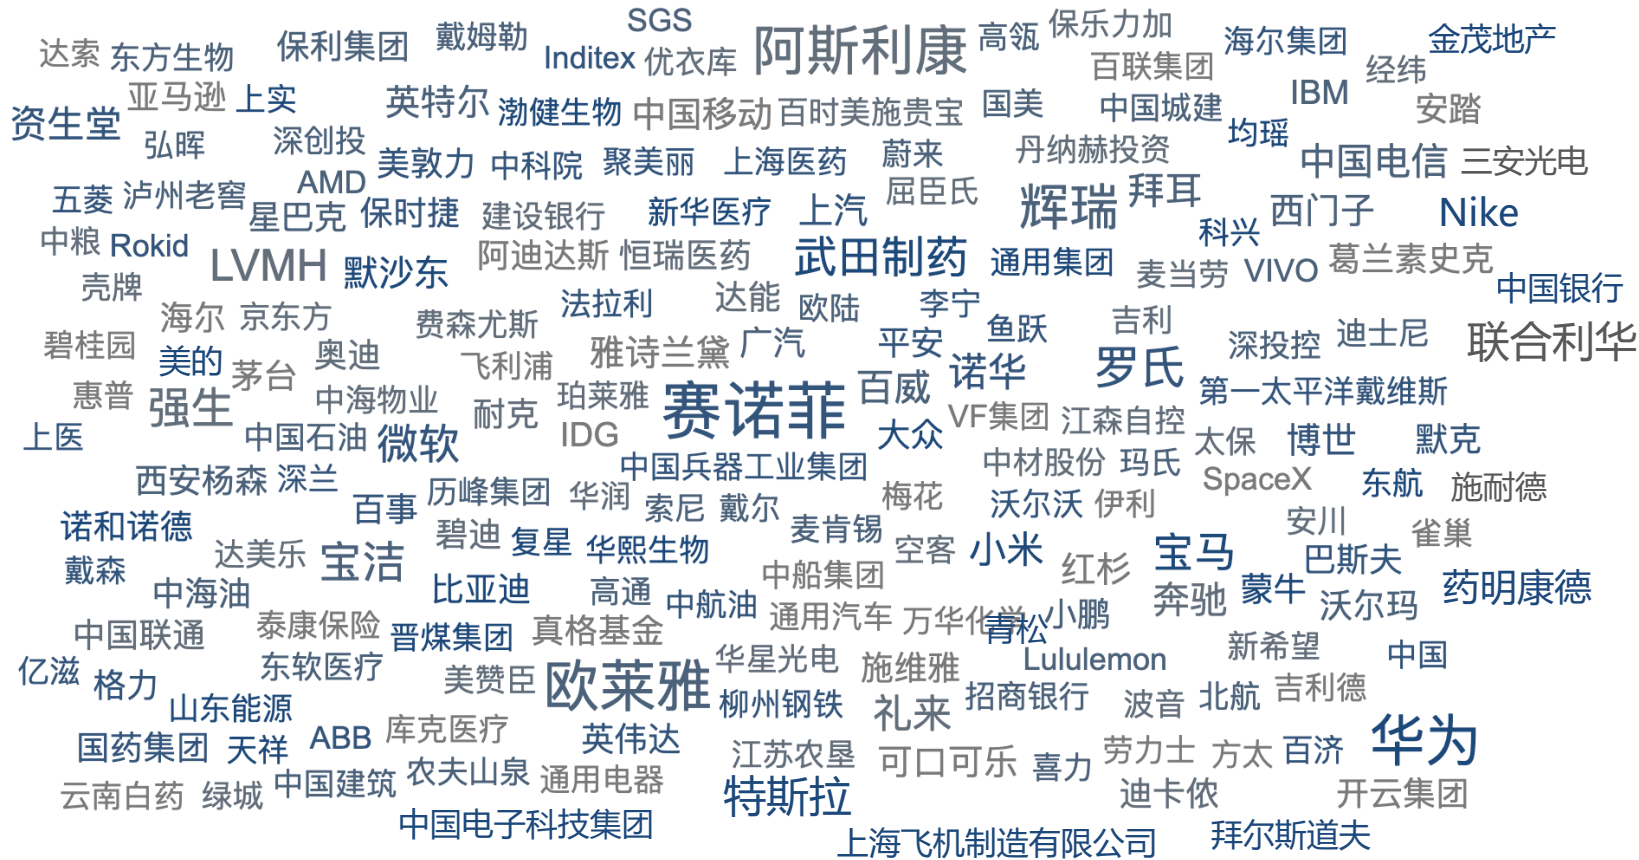 SGS
达索
东方生物
保利集团
戴姆勒
Inditex
优衣库
阿斯利康
高瓴
保乐力加
海尔集团
金茂地产
百联集团
经纬
亚马逊
上实
英特尔
渤健生物
中国移动
百时美施贵宝
国美
中国城建
IBM
安踏
资生堂
弘晖
深创投
美敦力
中科院
聚美丽
上海医药
蔚来
丹纳赫投资
均瑶
中国电信
三安光电
五菱
泸州老窖
AMD
星巴克
保时捷
建设银行
新华医疗
上汽
屈臣氏
辉瑞
拜耳
西门子
Nike
科兴
中粮
Rokid
LVMH
默沙东
阿迪达斯
恒瑞医药
武田制药
通用集团
麦当劳
VIVO
葛兰素史克
中国银行
壳牌
法拉利
达能
欧陆
李宁
海尔
京东方
费森尤斯
鱼跃
吉利
碧桂园
美的
奥迪
飞利浦
雅诗兰黛
广汽
平安
深投控
迪士尼
联合利华
惠普
茅台
强生
中海物业
耐克
珀莱雅
赛诺菲
百威
诺华
罗氏
第一太平洋戴维斯
上医
中国石油
微软
IDG
大众
VF集团
江森自控
太保
博世
默克
西安杨森
深兰
中国兵器工业集团
中材股份
玛氏
SpaceX
东航
施耐德
百事
历峰集团
华润
索尼
戴尔
梅花
沃尔沃
伊利
诺和诺德
碧迪
复星
华熙生物
麦肯锡
空客
小米
安川
雀巢
戴森
达美乐
宝洁
中船集团
红杉
宝马
巴斯夫
中海油
比亚迪
高通
中航油
奔驰
蒙牛
沃尔玛
药明康德
中国联通
泰康保险
晋煤集团
真格基金
通用汽车
万华化学
青松
小鹏
新希望
中国
亿滋
格力
东软医疗
美赞臣
欧莱雅
华星光电
施维雅
Lululemon
山东能源
柳州钢铁
礼来
招商银行
波音
北航
吉利德
国药集团
天祥
ABB
库克医疗
英伟达
江苏农垦
可口可乐
喜力
劳力士
方太
百济
华为
云南白药
绿城
中国建筑
农夫山泉
通用电器
特斯拉
迪卡侬
开云集团
中国电子科技集团
上海飞机制造有限公司
拜尔斯道夫